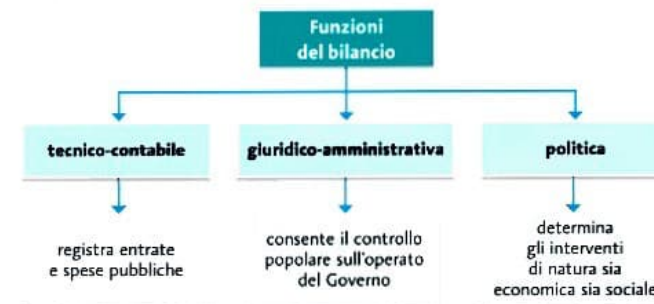 Funzioni
del bilancio
tecnico-contabile
giuridico-amministrativa
politica
registra entrate
e spese pubbliche
consente il controllo
popolare sull'operato
del Governo
determina
gli interventi
di natura sia
economica sia sociale